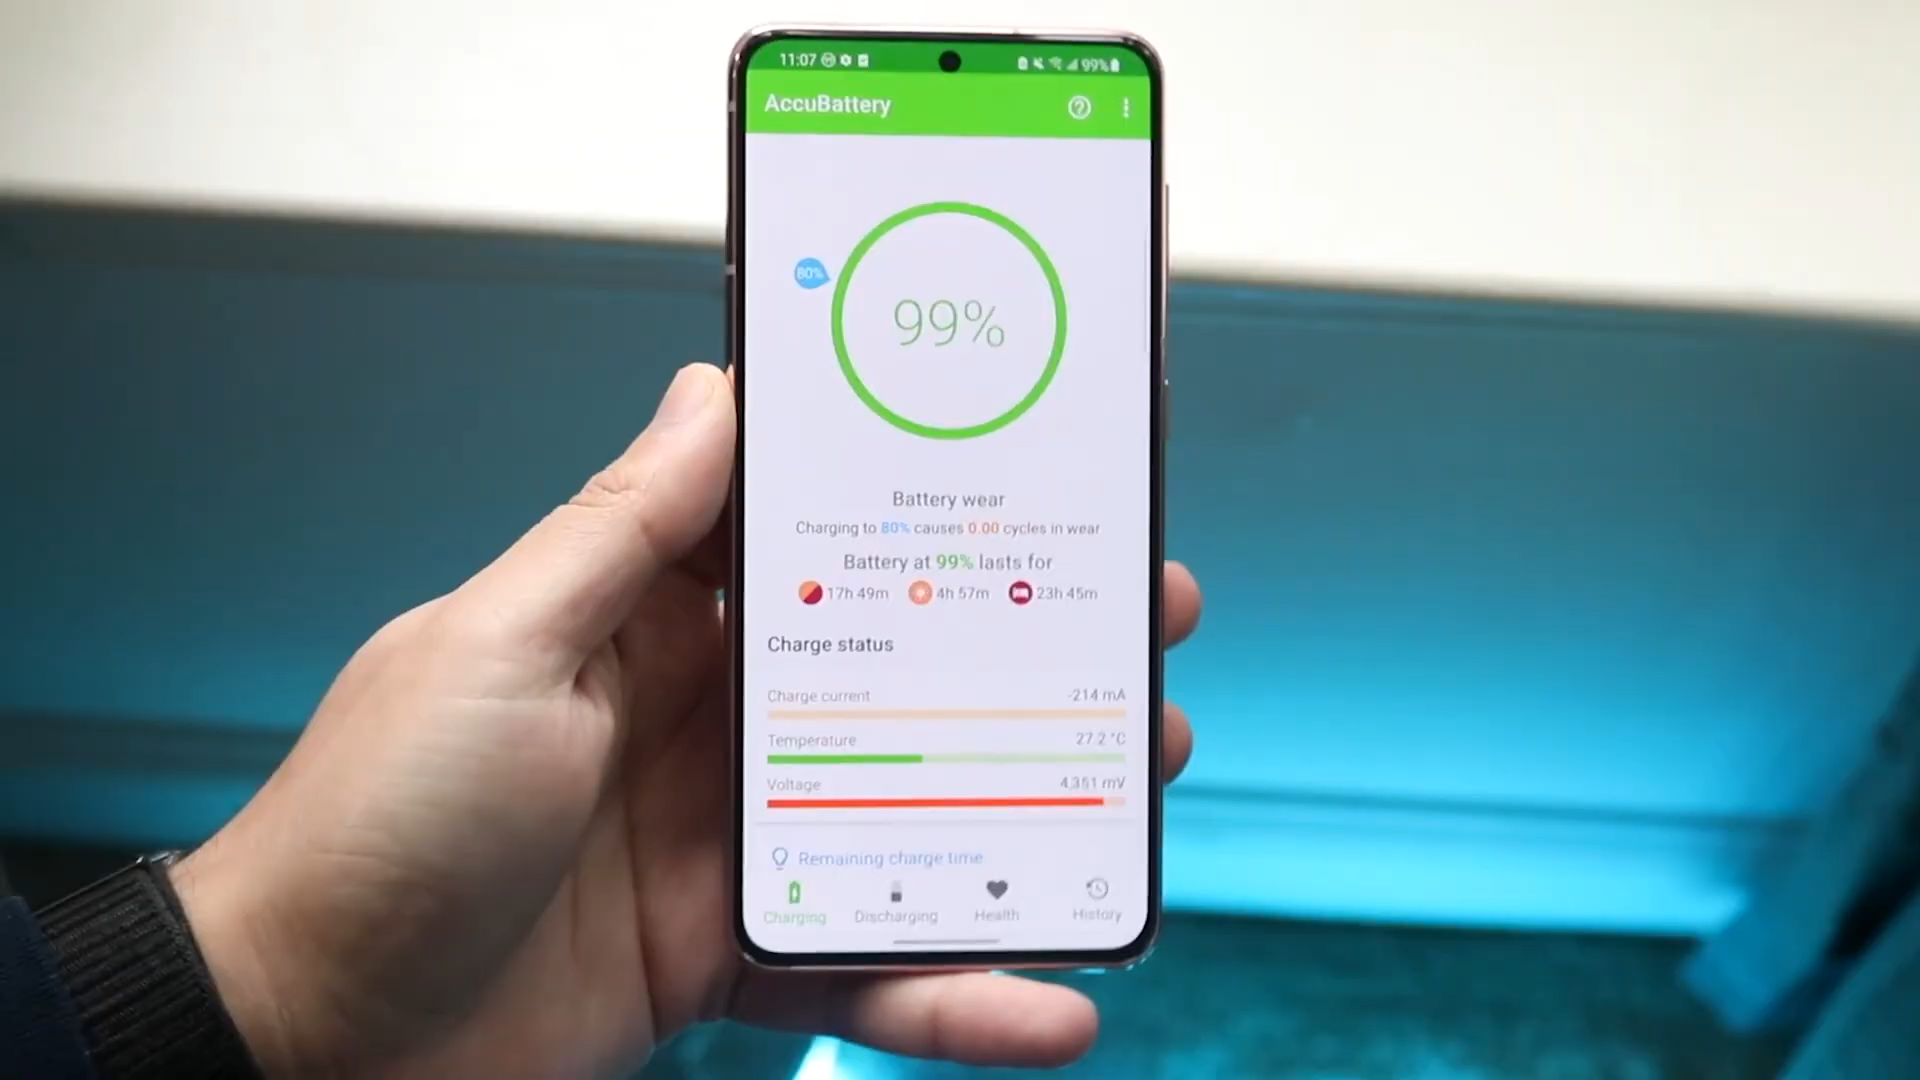 11:07 99%
AccuBattery
80%
99%
Battery wear
Charging to 80% causes 0.00 cycles in wear
Battery at 99% lasts for
17h 49m 4h 57m 23h 45m
Charge status
Charge current -214 mA
Temperature 27.2 °C
Voltage 4,351 mV
Remaining charge time
Charging Discharging Health History